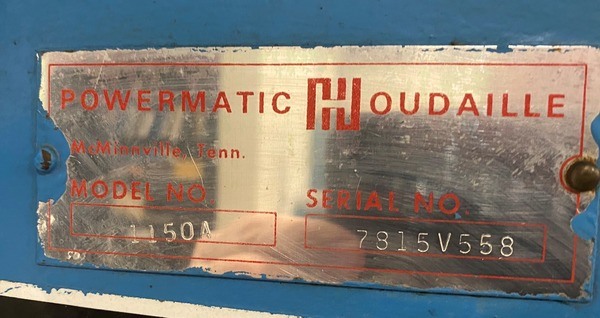 POWERMATIC HOUDAILLE
McMinnville, Tenn.
MODEL NO. SERIAL NO.
1150A 7815V558